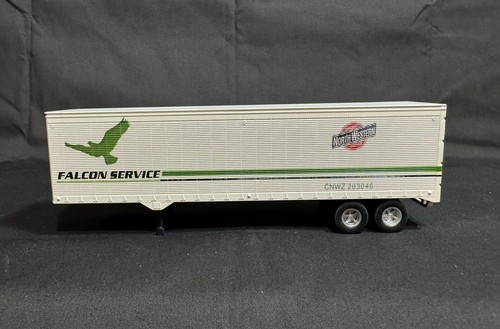 NORTH WESTERN
FALCON SERVICE
CNWZ 203046